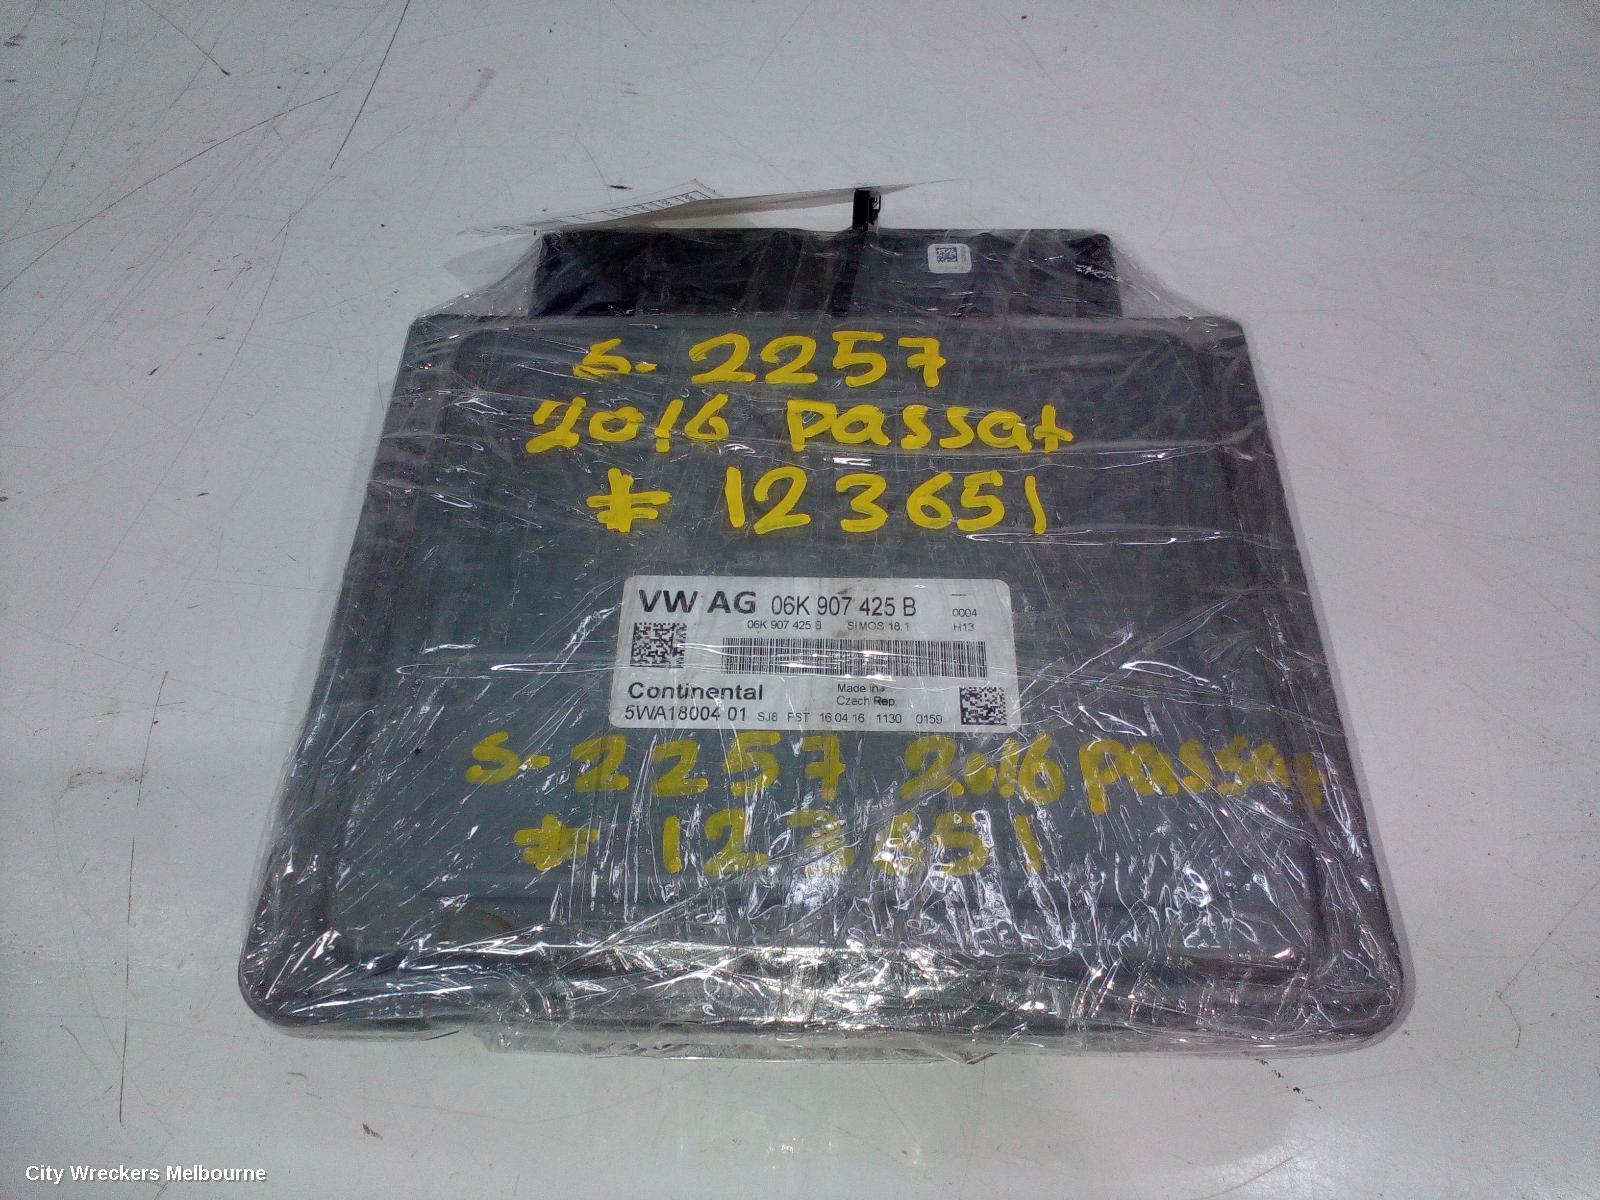 S-2257
2016 Passat
* 123651
VW AG 06K 907 425 B
0004
06K 907 425 B SIMOS 18.1 H13
Continental
Made in
Czech Rep.
5WA18004 01 SJ8 FST 16 04 16 1130 0159
S-2257 2016 Passat
* 123651
City Wreckers Melbourne